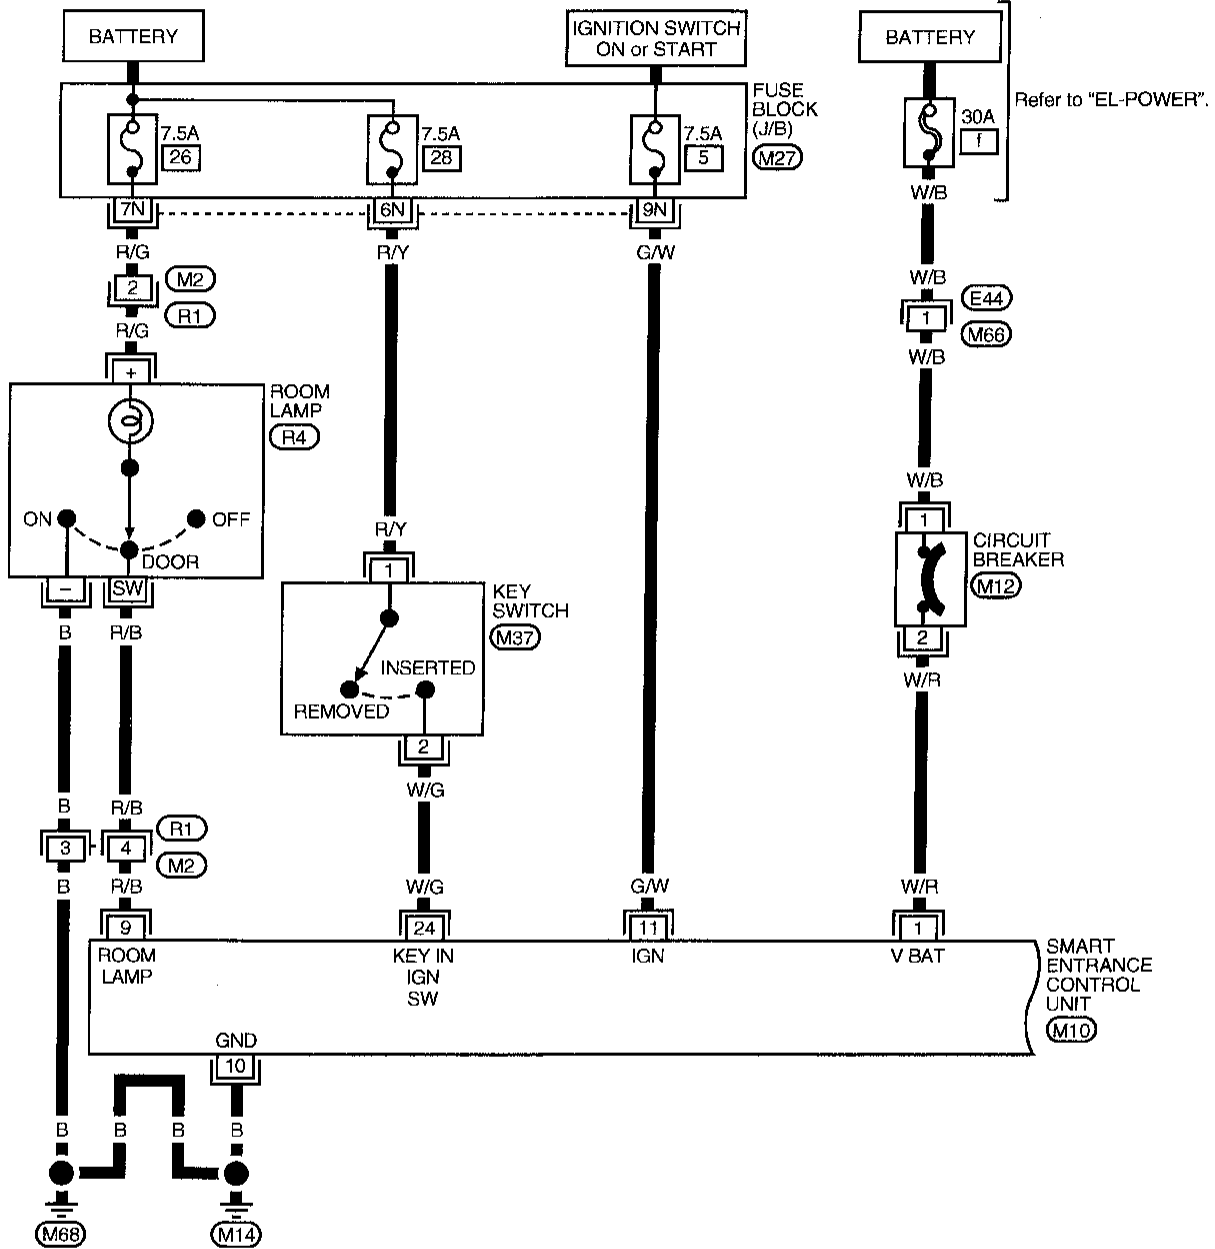 BATTERY
IGNITION SWITCH
ON or START
BATTERY
Refer to "EL-POWER".
FUSE
BLOCK
(J/B)
M27
7.5A
26
7.5A
28
7.5A
5
30A
f
7N
6N
9N
W/B
R/G
R/Y
G/W
W/B
2
M2
R1
1
E44
M66
R/G
W/B
+
ROOM
LAMP
R4
ON
OFF
DOOR
–
SW
W/B
1
CIRCUIT
BREAKER
M12
2
W/R
R/Y
1
KEY
SWITCH
M37
INSERTED
REMOVED
2
W/G
B
R/B
B
R/B
3
4
R1
M2
B
R/B
W/G
G/W
W/R
9
24
11
1
ROOM
LAMP
KEY IN
IGN
SW
IGN
V BAT
SMART
ENTRANCE
CONTROL
UNIT
M10
GND
10
B
B
B
B
M68
M14